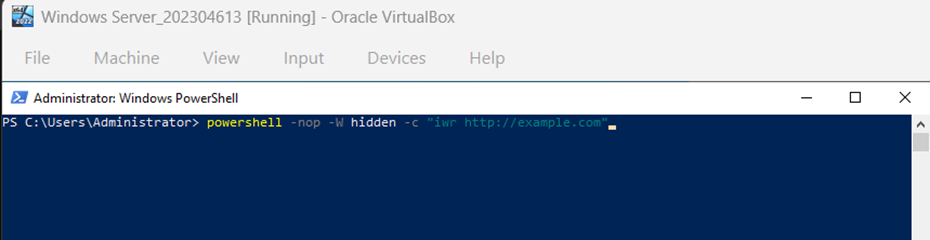 Windows Server_202304613 [Running] - Oracle VirtualBox
File Machine View Input Devices Help
Administrator: Windows PowerShell
PS C:\Users\Administrator> powershell -nop -W hidden -c "iwr http://example.com"